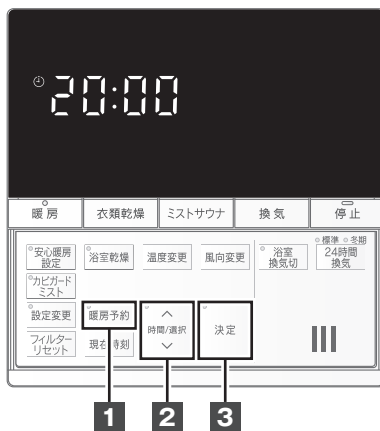 20:00
暖房 衣類乾燥 ミストサウナ 換気 停止
標準 冬期
安心暖房
設定
浴室乾燥 温度変更 風向変更
浴室
換気切
24時間
換気
カビガード
ミスト
設定変更 暖房予約
時間/選択
決定
フィルター
リセット
現在時刻
1 2 3